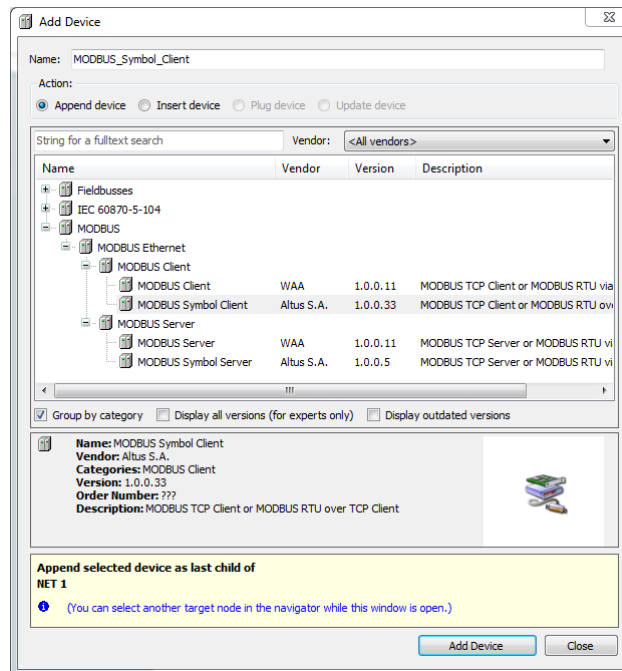 Add Device
Name: MODBUS_Symbol_Client
Action:
Append device Insert device Plug device Update device
String for a fulltext search Vendor: <All vendors>
Name Vendor Version Description
Fieldbusses
IEC 60870-5-104
MODBUS
MODBUS Ethernet
MODBUS Client
MODBUS Client WAA 1.0.0.11 MODBUS TCP Client or MODBUS RTU via
MODBUS Symbol Client Altus S.A. 1.0.0.33 MODBUS TCP Client or MODBUS RTU ov
MODBUS Server
MODBUS Server WAA 1.0.0.11 MODBUS TCP Server or MODBUS RTU vi
MODBUS Symbol Server Altus S.A. 1.0.0.5 MODBUS TCP Server or MODBUS RTU vi
Group by category Display all versions (for experts only) Display outdated versions
Name: MODBUS Symbol Client
Vendor: Altus S.A.
Categories: MODBUS Client
Version: 1.0.0.33
Order Number: ???
Description: MODBUS TCP Client or MODBUS RTU over TCP Client
Append selected device as last child of
NET 1
(You can select another target node in the navigator while this window is open.)
Add Device Close